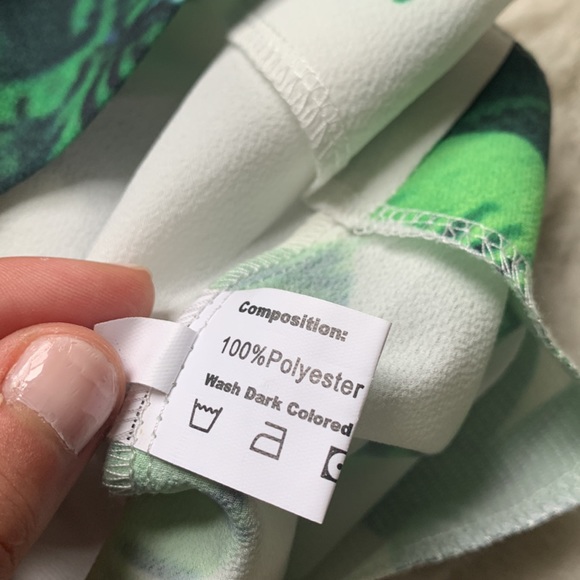 Composition:
100%Polyester
Wash Dark Colored